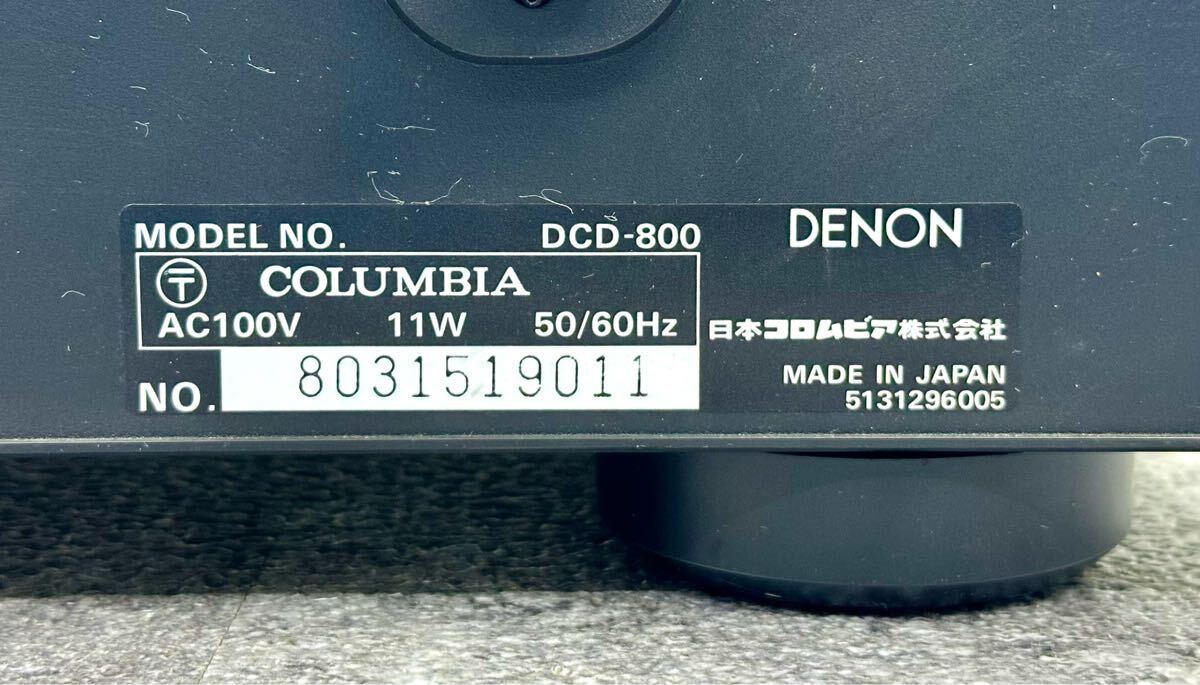 MODEL NO. DCD-800 DENON
〒 COLUMBIA
AC100V 11W 50/60Hz
日本コロムビア株式会社
NO. 8031519011
MADE IN JAPAN
5131296005